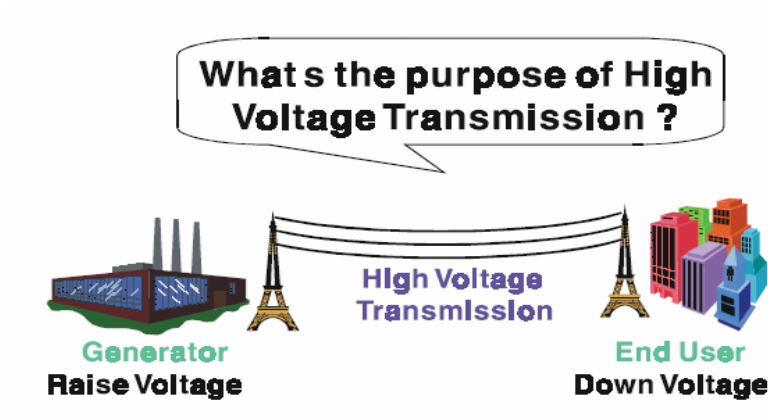 What s the purpose of High
Voltage Transmission ?
High Voltage
Transmission
Generator
Raise Voltage
End User
Down Voltage